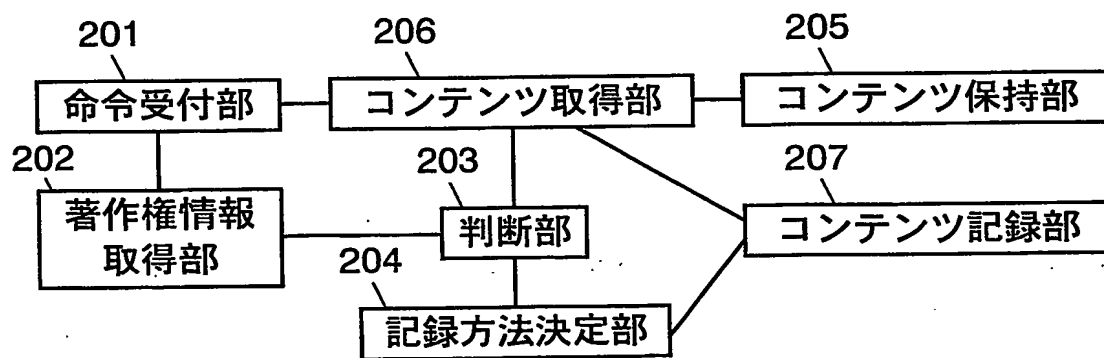 201
命令受付部
206
コンテンツ取得部
205
コンテンツ保持部
202
著作権情報
取得部
203
判断部
207
コンテンツ記録部
204
記録方法決定部